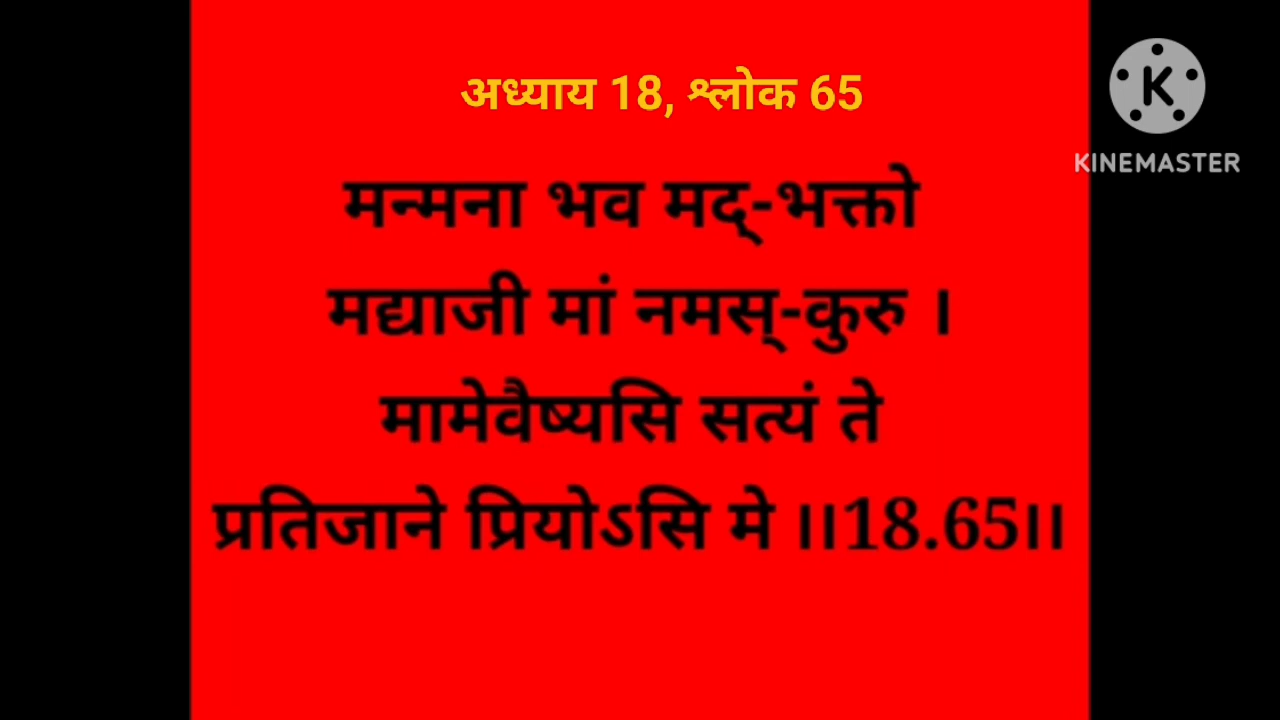 अध्याय 18, श्लोक 65
K
KINEMASTER
मन्मना भव मद्-भक्तो
मद्याजी मां नमस्-कुरु ।
मामेवैष्यसि सत्यं ते
प्रतिजाने प्रियोऽसि मे ।।18.65।।